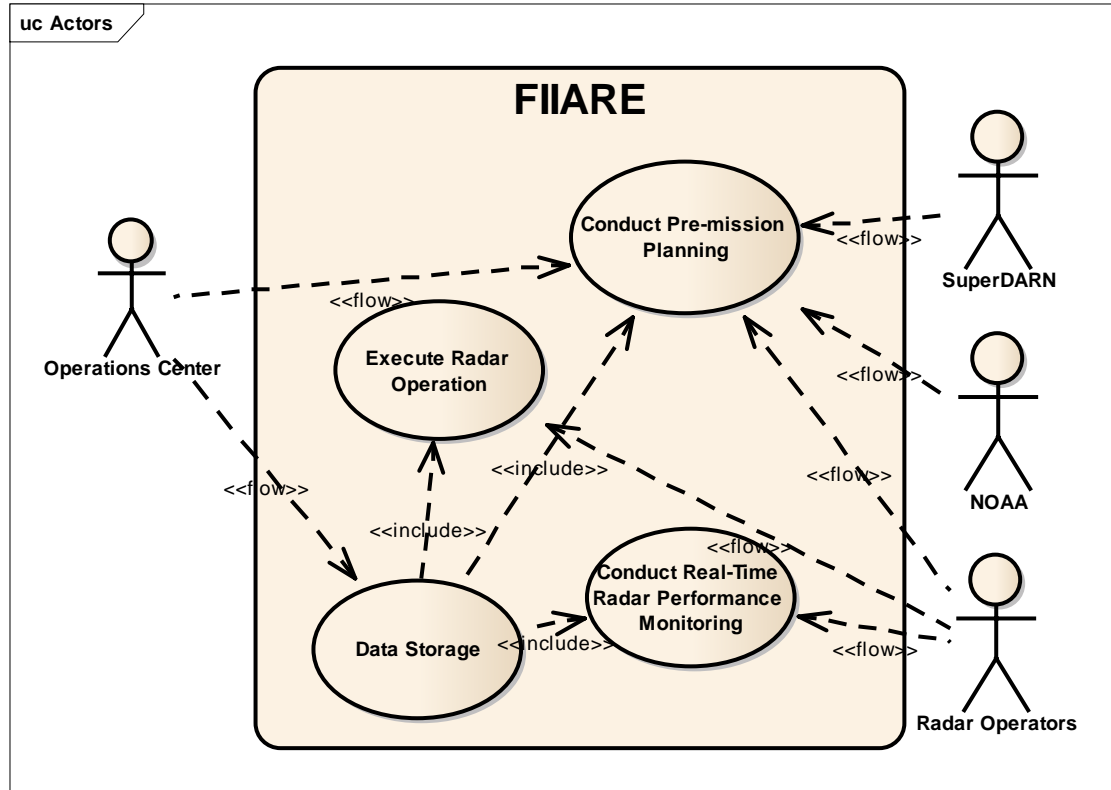 uc Actors
FIIARE
Conduct Pre-mission
Planning
<<flow>>
SuperDARN
<<flow>>
Operations Center
Execute Radar
Operation
<<flow>>
NOAA
<<include>>
<<flow>>
<<flow>>
<<include>>
<<flow>>
Conduct Real-Time
Radar Performance
Monitoring
Data Storage
<<include>>
<<flow>>
Radar Operators